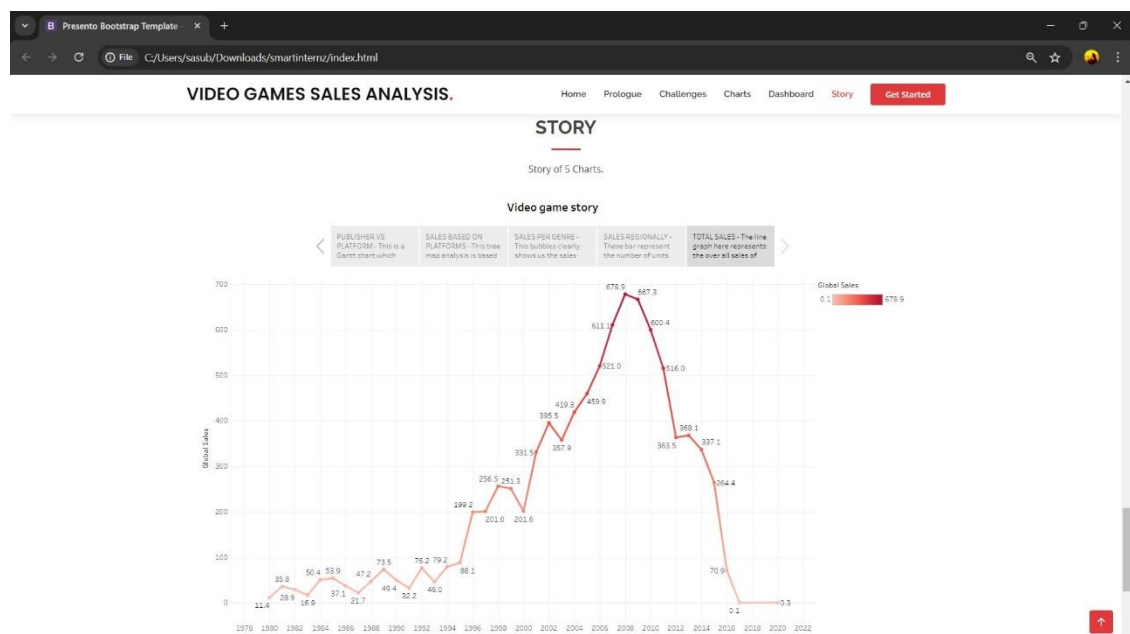 Presento Bootstrap Template -
File C:/Users/sasub/Downloads/smartinternz/index.html
VIDEO GAMES SALES ANALYSIS.
Home Prologue Challenges Charts Dashboard Story Get Started
STORY
Story of 5 Charts.
Video game story
PUBLISHER VS
PLATFORM - This is a
Gantt chart which
SALES BASED ON
PLATFORMS - This tree
map analysis is based
SALES PER GENRE -
This bubbles clearly
shows us the sales
SALES REGIONALLY -
These bar represent
the number of units
TOTAL SALES - The line
graph here represents
the over all sales of
Global Sales
0.1 678.9
Global Sales
700
600
500
400
300
200
100
0
11.4
35.8
28.9
16.8
50.4
53.9
37.1
21.7
47.2
73.5
49.4
32.2
76.2
46.0
79.2
88.1
199.2
201.0
256.5
251.3
201.6
331.5
395.5
357.9
419.3
459.9
521.0
611.1
678.9
667.3
600.4
516.0
363.5
368.1
337.1
264.4
70.9
0.1
0.3
1978 1980 1982 1984 1986 1988 1990 1992 1994 1996 1998 2000 2002 2004 2006 2008 2010 2012 2014 2016 2018 2020 2022